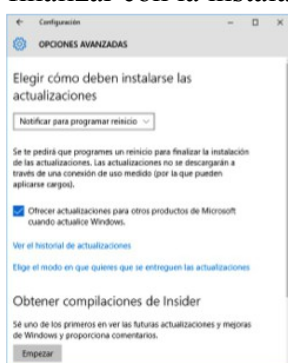 Configuración
OPCIONES AVANZADAS
Elegir cómo deben instalarse las
actualizaciones
Notificar para programar reinicio
Se te pedirá que programes un reinicio para finalizar la instalación
de las actualizaciones. Las actualizaciones no se descargarán a
través de una conexión de uso medido (por la que pueden
aplicarse cargos).
Ofrecer actualizaciones para otros productos de Microsoft
cuando actualice Windows.
Ver el historial de actualizaciones
Elige el modo en que quieres que se entreguen las actualizaciones
Obtener compilaciones de Insider
Sé uno de los primeros en ver las futuras actualizaciones y mejoras
de Windows y proporciona comentarios.
Empezar